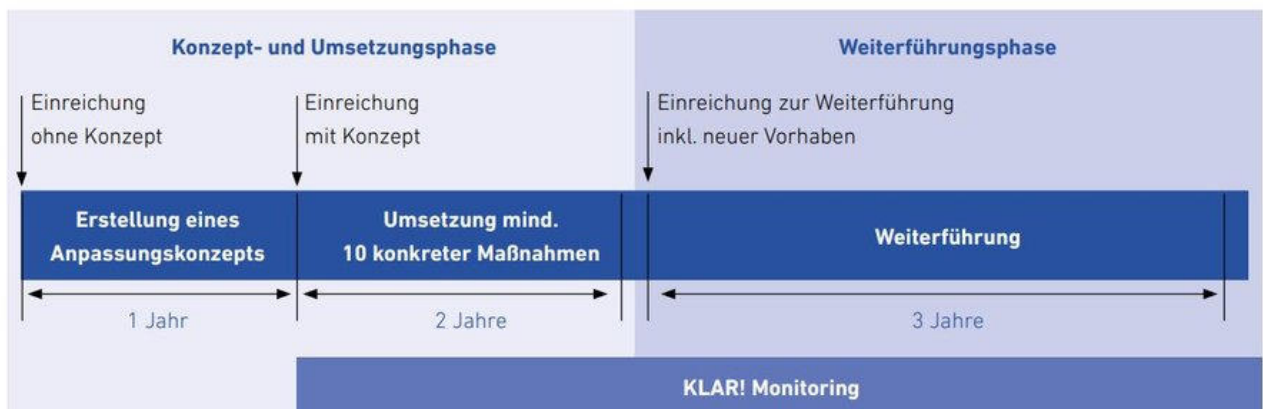 Konzept- und Umsetzungsphase
Weiterführungsphase
Einreichung
ohne Konzept
Einreichung
mit Konzept
Einreichung zur Weiterführung
inkl. neuer Vorhaben
Erstellung eines
Anpassungskonzepts
Umsetzung mind.
10 konkreter Maßnahmen
Weiterführung
1 Jahr
2 Jahre
3 Jahre
KLAR! Monitoring